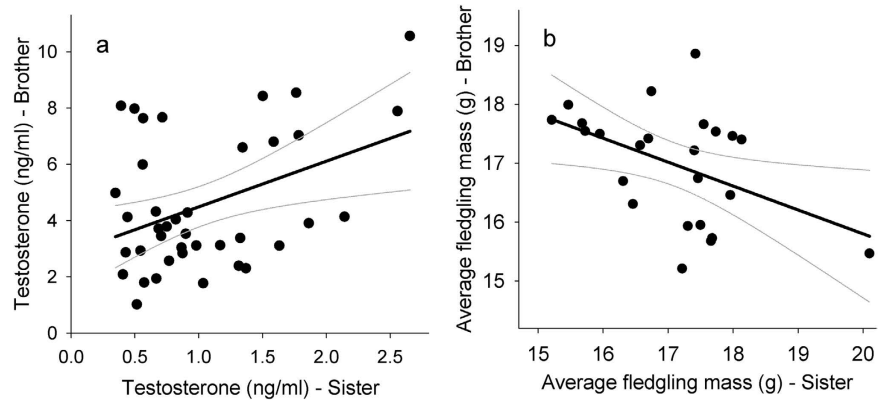 a
Testosterone (ng/ml) - Brother
10
8
6
4
2
0
0.0 0.5 1.0 1.5 2.0 2.5
Testosterone (ng/ml) - Sister
b
Average fledgling mass (g) - Brother
19
18
17
16
15
15 16 17 18 19 20
Average fledgling mass (g) - Sister